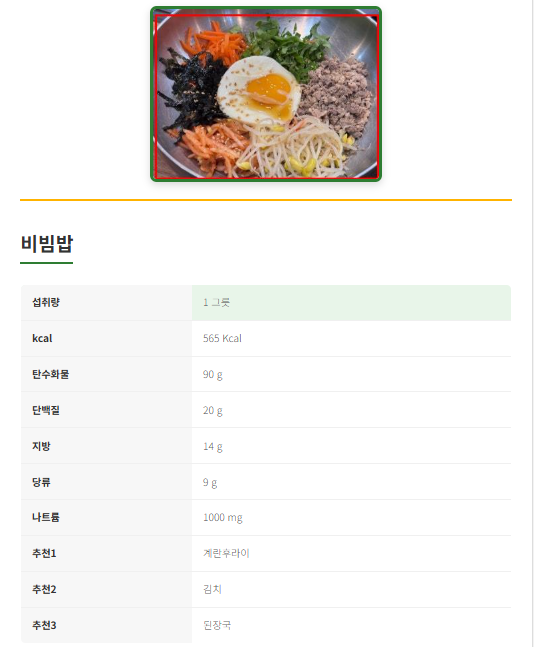 비빔밥
섭취량 1 그릇
kcal 565 Kcal
탄수화물 90 g
단백질 20 g
지방 14 g
당류 9 g
나트륨 1000 mg
추천1 계란후라이
추천2 김치
추천3 된장국